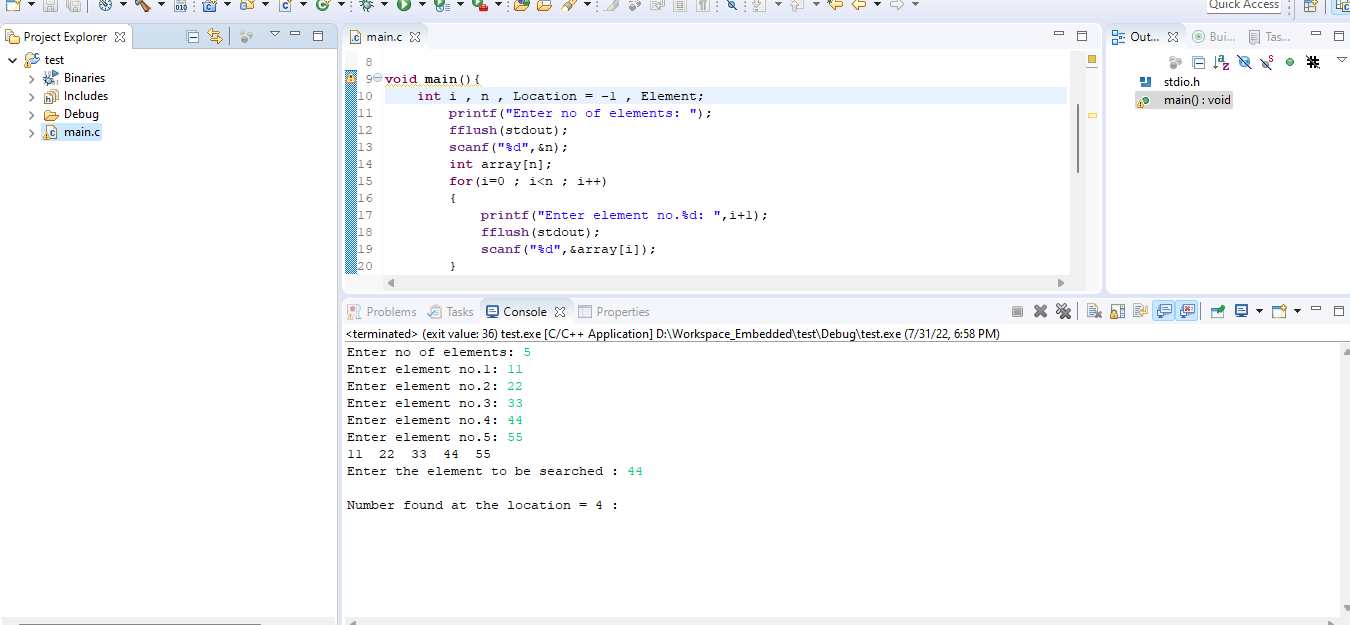 Quick Access
Project Explorer
test
Binaries
Includes
Debug
main.c
main.c
8
9 void main(){
10 int i , n , Location = -1 , Element;
11 printf("Enter no of elements: ");
12 fflush(stdout);
13 scanf("%d",&n);
14 int array[n];
15 for(i=0 ; i<n ; i++)
16 {
17 printf("Enter element no.%d: ",i+1);
18 fflush(stdout);
19 scanf("%d",&array[i]);
20 }
Out... Bui... Tas...
stdio.h
main() : void
Problems Tasks Console Properties
<terminated> (exit value: 36) test.exe [C/C++ Application] D:\Workspace_Embedded\test\Debug\test.exe (7/31/22, 6:58 PM)
Enter no of elements: 5
Enter element no.1: 11
Enter element no.2: 22
Enter element no.3: 33
Enter element no.4: 44
Enter element no.5: 55
11 22 33 44 55
Enter the element to be searched : 44
Number found at the location = 4 :